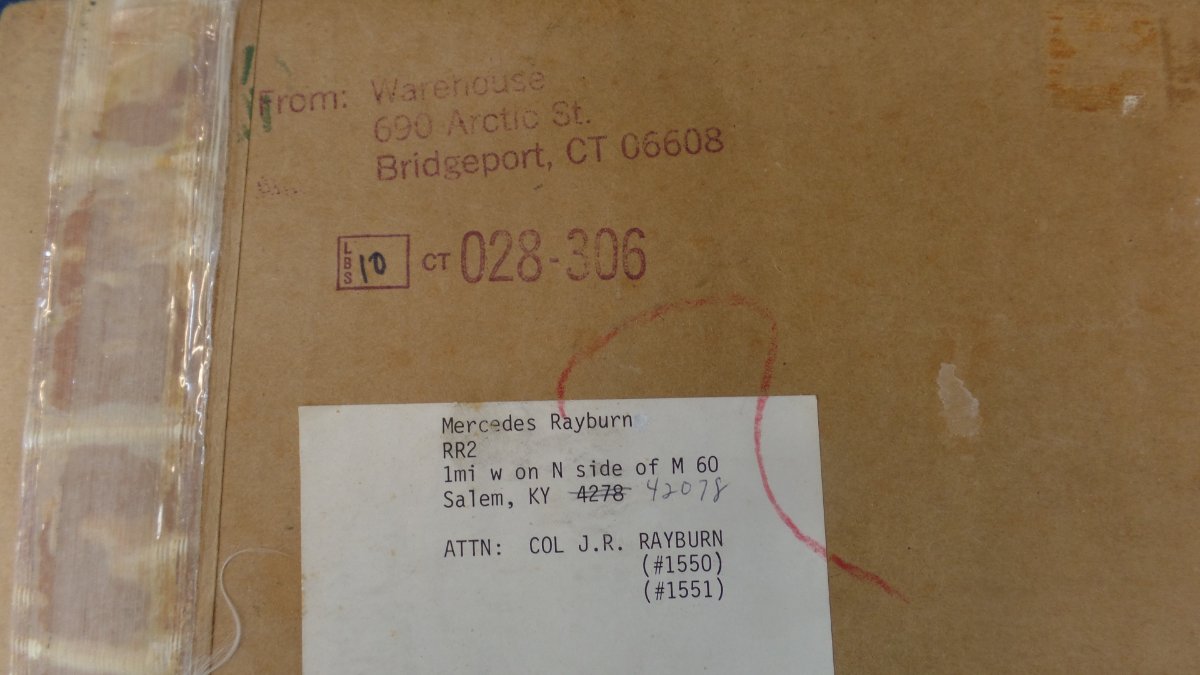 From: Warehouse
690 Arctic St.
Bridgeport, CT 06608
LBS 10 CT 028-306
Mercedes Rayburn
RR2
1mi w on N side of M 60
Salem, KY 4278 42078
ATTN: COL J.R. RAYBURN
(#1550)
(#1551)